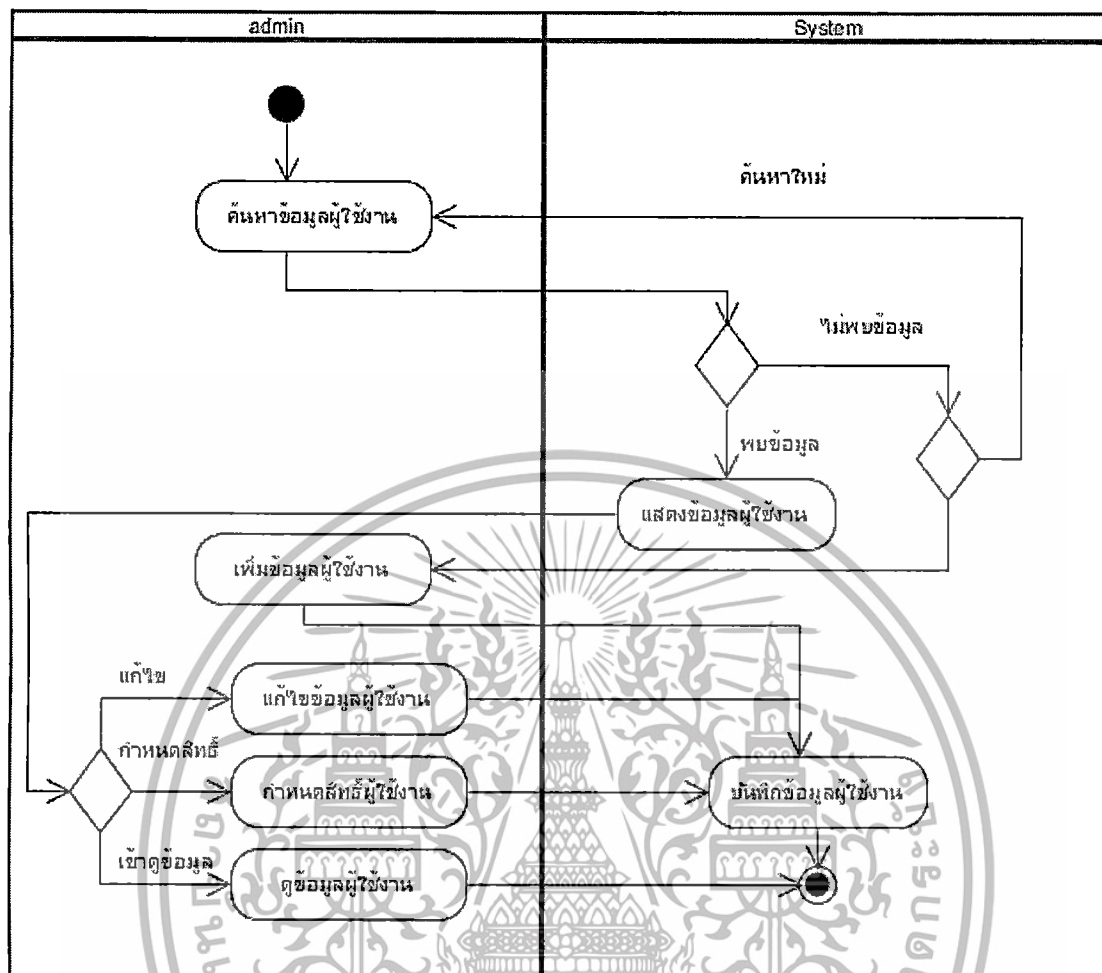 admin
System
ค้นหาใหม่
ค้นหาข้อมูลผู้ใช้งาน
ไม่พบข้อมูล
พบข้อมูล
แสดงข้อมูลผู้ใช้งาน
เพิ่มข้อมูลผู้ใช้งาน
แก้ไข
แก้ไขข้อมูลผู้ใช้งาน
กำหนดสิทธิ์
กำหนดสิทธิ์ผู้ใช้งาน
บันทึกข้อมูลผู้ใช้งาน
เข้าดูข้อมูล
ดูข้อมูลผู้ใช้งาน